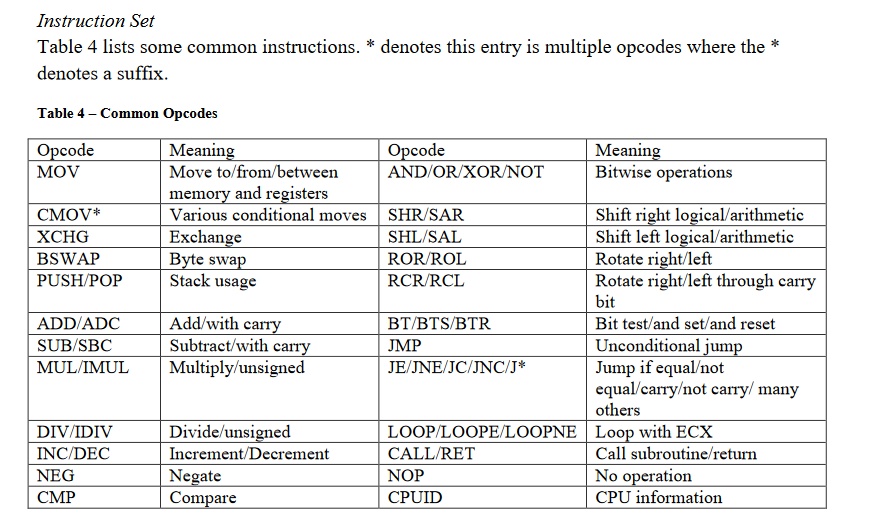 Instruction Set
Table 4 lists some common instructions. * denotes this entry is multiple opcodes where the *
denotes a suffix.
Table 4 – Common Opcodes
Opcode Meaning Opcode Meaning
MOV Move to/from/between AND/OR/XOR/NOT Bitwise operations
memory and registers
CMOV* Various conditional moves SHR/SAR Shift right logical/arithmetic
XCHG Exchange SHL/SAL Shift left logical/arithmetic
BSWAP Byte swap ROR/ROL Rotate right/left
PUSH/POP Stack usage RCR/RCL Rotate right/left through carry
bit
ADD/ADC Add/with carry BT/BTS/BTR Bit test/and set/and reset
SUB/SBC Subtract/with carry JMP Unconditional jump
MUL/IMUL Multiply/unsigned JE/JNE/JC/JNC/J* Jump if equal/not
equal/carry/not carry/ many
others
DIV/IDIV Divide/unsigned LOOP/LOOPE/LOOPNE Loop with ECX
INC/DEC Increment/Decrement CALL/RET Call subroutine/return
NEG Negate NOP No operation
CMP Compare CPUID CPU information